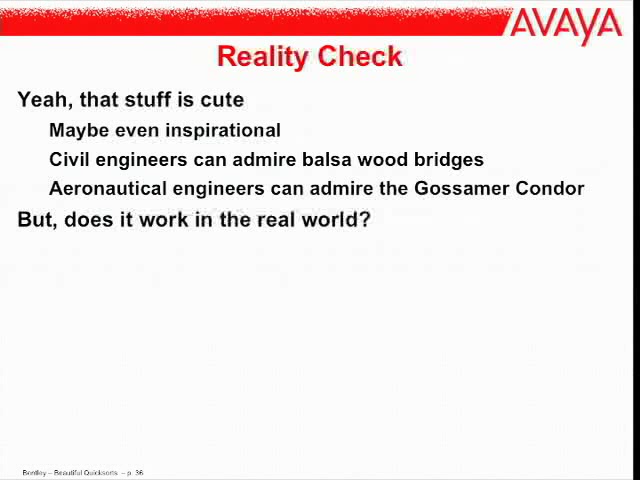 AVAYA
Reality Check
Yeah, that stuff is cute
Maybe even inspirational
Civil engineers can admire balsa wood bridges
Aeronautical engineers can admire the Gossamer Condor
But, does it work in the real world?
Bentley – Beautiful Quicksorts – p. 36